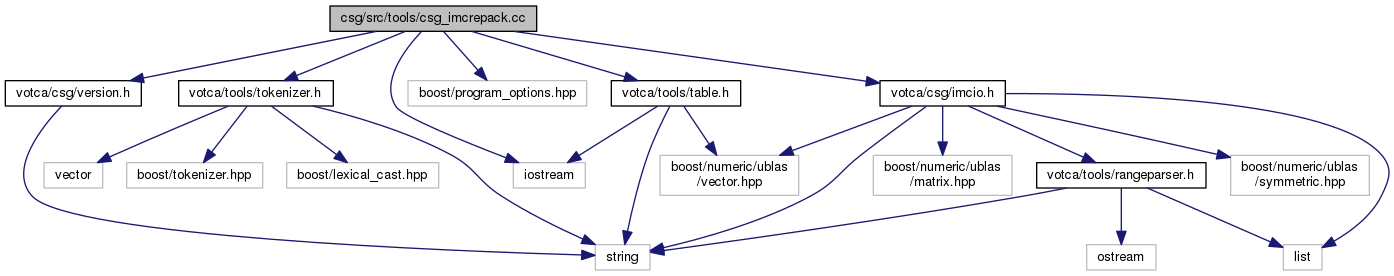 csg/src/tools/csg_imcrepack.cc
votca/csg/version.h
votca/tools/tokenizer.h
boost/program_options.hpp
votca/tools/table.h
votca/csg/imcio.h
vector
boost/tokenizer.hpp
boost/lexical_cast.hpp
iostream
boost/numeric/ublas
/vector.hpp
boost/numeric/ublas
/matrix.hpp
votca/tools/rangeparser.h
boost/numeric/ublas
/symmetric.hpp
string
ostream
list